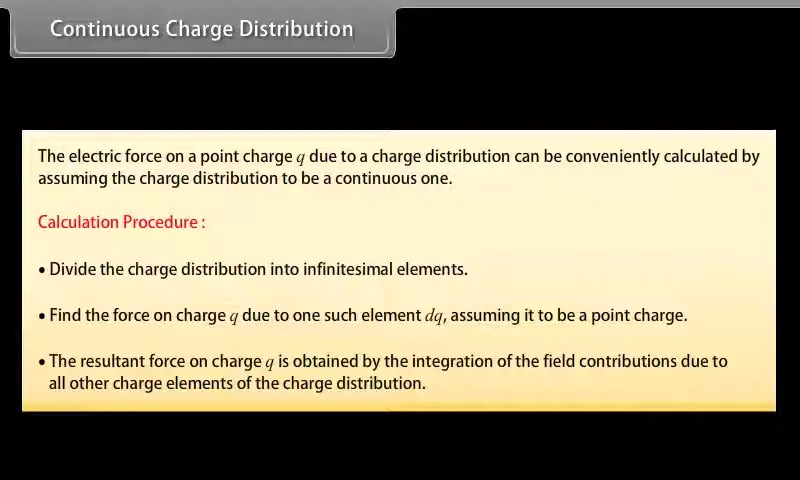 Continuous Charge Distribution
The electric force on a point charge q due to a charge distribution can be conveniently calculated by
assuming the charge distribution to be a continuous one.
Calculation Procedure :
• Divide the charge distribution into infinitesimal elements.
• Find the force on charge q due to one such element dq, assuming it to be a point charge.
• The resultant force on charge q is obtained by the integration of the field contributions due to
all other charge elements of the charge distribution.